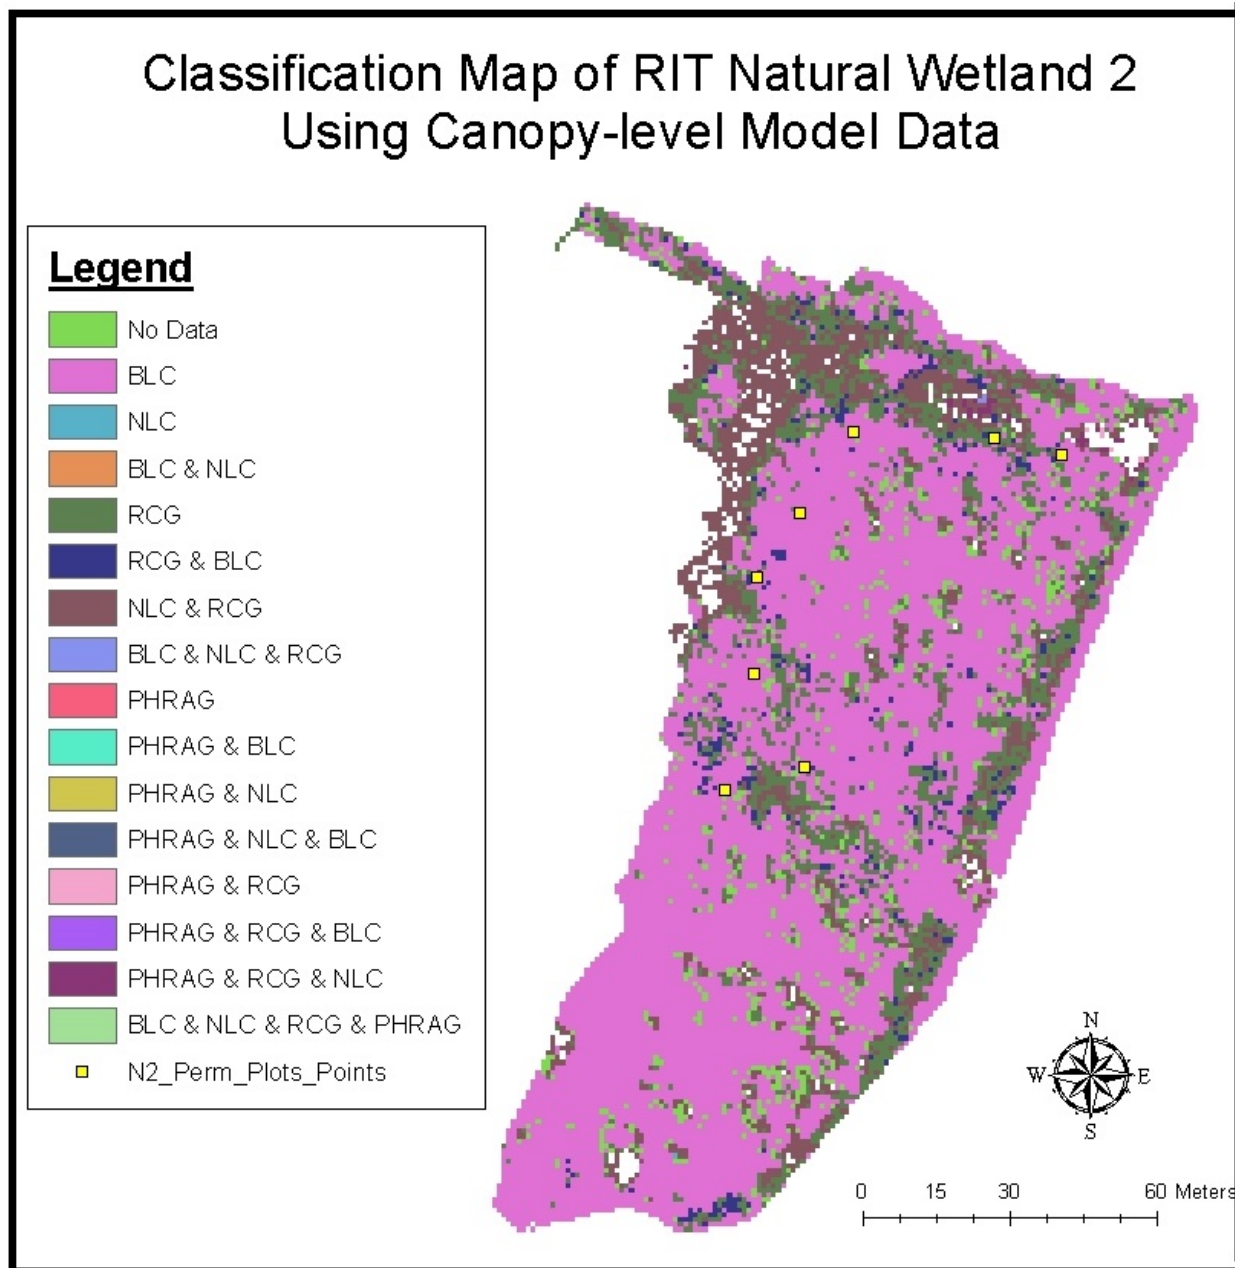 Classification Map of RIT Natural Wetland 2
Using Canopy-level Model Data
Legend
No Data
BLC
NLC
BLC & NLC
RCG
RCG & BLC
NLC & RCG
BLC & NLC & RCG
PHRAG
PHRAG & BLC
PHRAG & NLC
PHRAG & NLC & BLC
PHRAG & RCG
PHRAG & RCG & BLC
PHRAG & RCG & NLC
BLC & NLC & RCG & PHRAG
N2_Perm_Plots_Points
N
W E
S
0 15 30 60 Meters